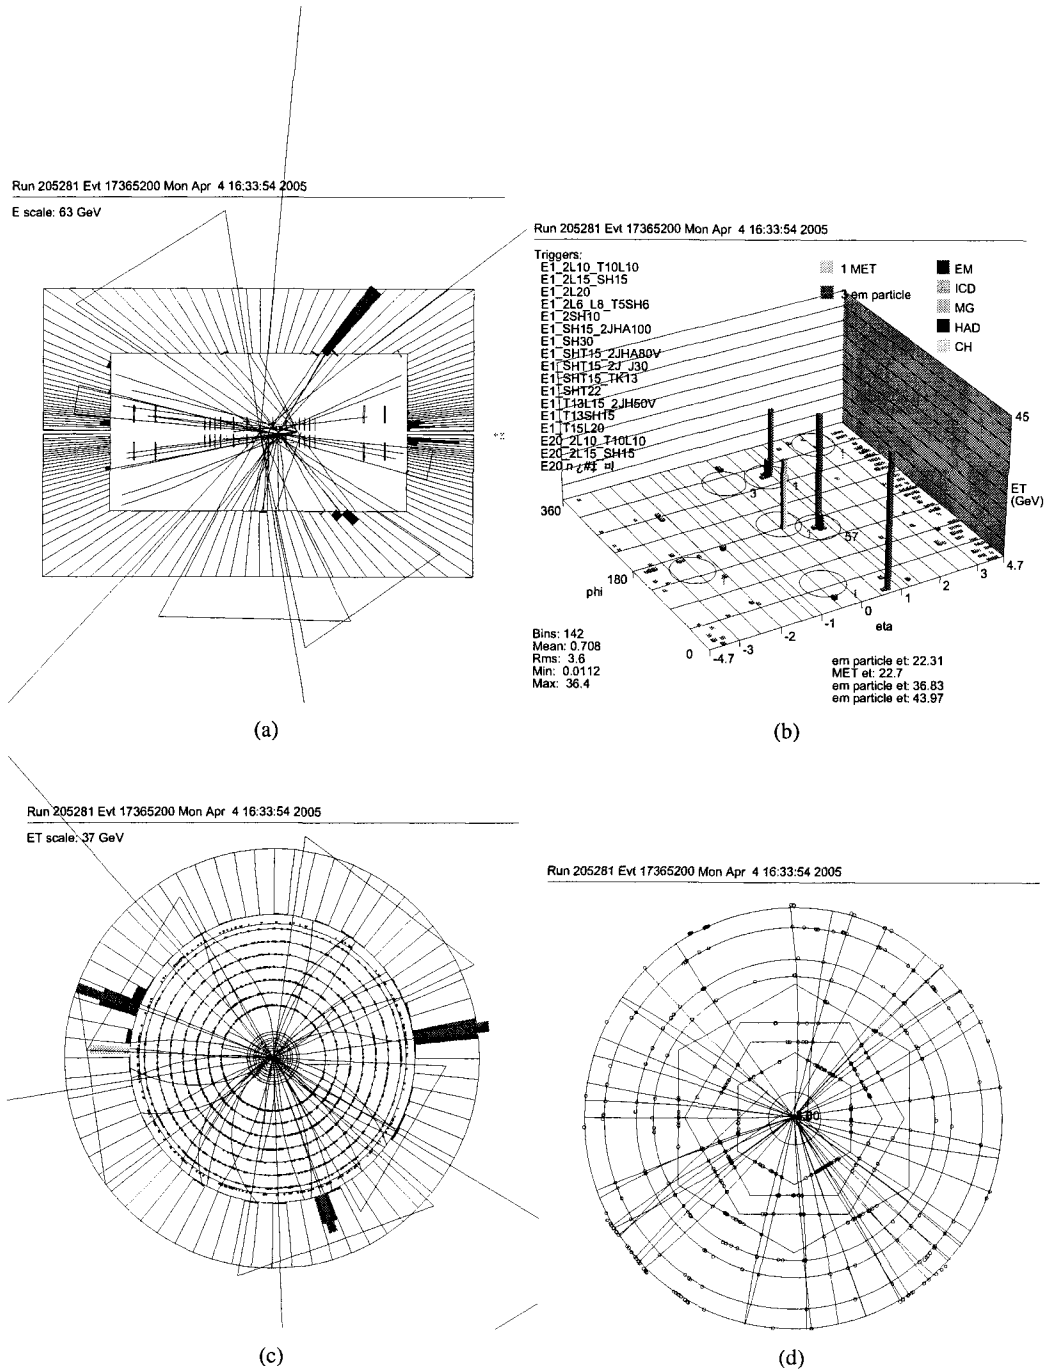 Run 205281 Evt 17365200 Mon Apr 4 16:33:54 2005
E scale: 63 GeV
Run 205281 Evt 17365200 Mon Apr 4 16:33:54 2005
Triggers:
E1_2L10_T10L10
E1_2L15_SH15
E1_2L20
E1_2L6_L8_T5SH6
E1_2SH10
E1_SH15_2JHA100
E1_SH30
E1_SHT15_2JHA80V
E1_SHT15_2J_J30
E1_SHT15_TK13
E1_SHT22
E1_T13L15_2JH50V
E1_T13SH15
E1_T15L20
E20_2L10_T10L10
E20_2L15_SH15
E20
1 MET
3 em particle
EM
ICD
MG
HAD
CH
45
ET
(GeV)
360
180
phi
0
-4.7
-3
-2
-1
0
1
2
3
4.7
eta
3
1
1
57
Bins: 142
Mean: 0.708
Rms: 3.6
Min: 0.0112
Max: 36.4
em particle et: 22.31
MET et: 22.7
em particle et: 36.83
em particle et: 43.97
(a)
(b)
Run 205281 Evt 17365200 Mon Apr 4 16:33:54 2005
ET scale: 37 GeV
Run 205281 Evt 17365200 Mon Apr 4 16:33:54 2005
(c)
(d)